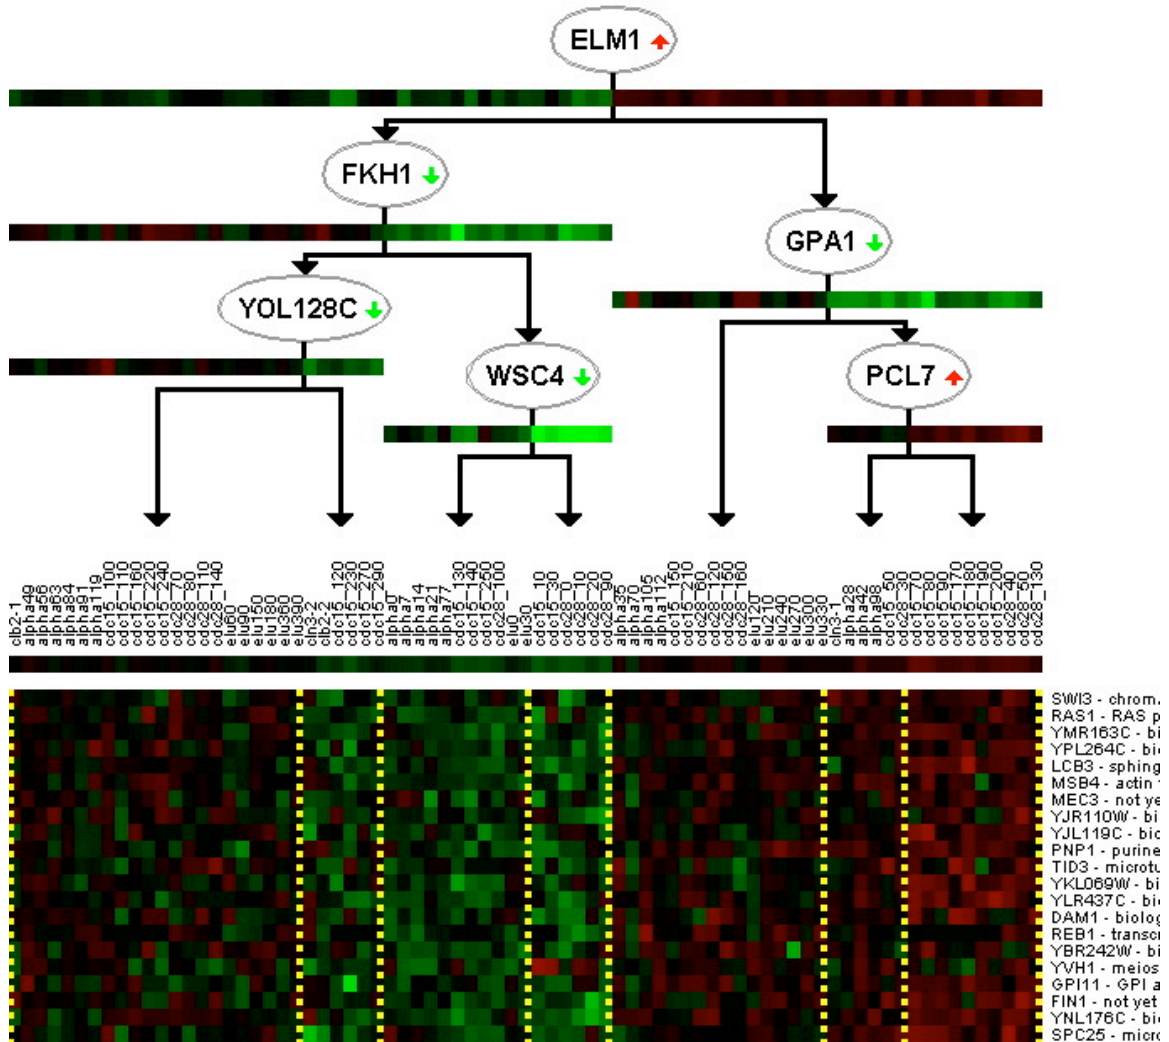 ELM1
FKH1
GPA1
YOL128C
WSC4
PCL7
clb2-1
alpha49
alpha56
alpha63
alpha84
alpha91
alpha119
cdc15_100
cdc15_110
cdc15_160
cdc15_220
cdc15_240
cdc28_70
cdc28_80
cdc28_110
cdc28_140
elu60
elu90
elu150
elu180
elu360
elu390
cln3-2
clb2-2
cdc15_120
cdc15_230
cdc15_270
cdc15_290
alpha0
alpha7
alpha14
alpha21
alpha77
cdc15_130
cdc15_140
cdc15_250
cdc28_100
elu0
elu30
cdc15_10
cdc15_30
cdc28_0
cdc28_10
cdc28_20
cdc28_90
alpha35
alpha70
alpha105
alpha112
cdc15_150
cdc15_210
cdc28_60
cdc28_120
cdc28_150
cdc28_160
elu120
elu210
elu240
elu270
elu300
elu330
cln3-1
alpha28
alpha42
alpha98
cdc15_50
cdc28_30
cdc15_70
cdc15_80
cdc15_90
cdc15_170
cdc15_180
cdc15_190
cdc15_200
cdc28_40
cdc28_50
cdc28_130
SWI3 - chrom
RAS1 - RAS p
YMR163C - bi
YPL264C - bio
LCB3 - sphing
MSB4 - actin
MEC3 - not ye
YJR110W - bi
YJL119C - bio
PNP1 - purine
TID3 - microtu
YKL069W - bi
YLR437C - bio
DAM1 - biolog
REB1 - transcr
YBR242W - bi
YVH1 - meios
GPI11 - GPI a
FIN1 - not yet
YNL176C - bio
SPC25 - micro